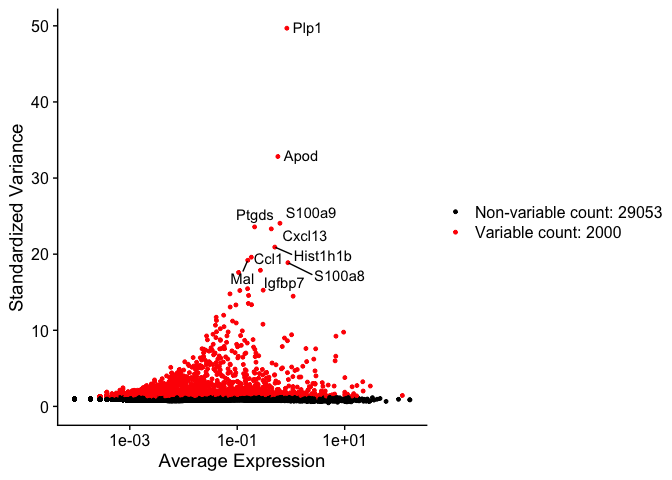 50
40
30
20
10
0
Standardized Variance
Plp1
Apod
Ptgds
S100a9
Cxcl13
Hist1h1b
Ccl1
S100a8
Mal
Igfbp7
1e-03
1e-01
1e+01
Average Expression
Non-variable count: 29053
Variable count: 2000